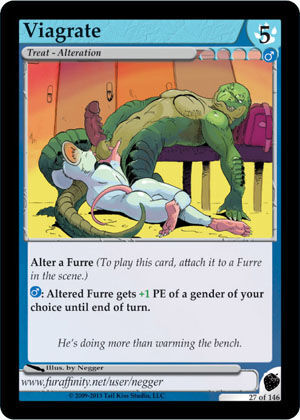 Viagrate
5
Treat - Alteration
Alter a Furre (To play this card, attach it to a Furre
in the scene.)
♂: Altered Furre gets +1 PE of a gender of your
choice until end of turn.
He's doing more than warming the bench.
Illus. by Negger
www.furaffinity.net/user/negger
27 of 146
© 2009-2013 Tail Kiss Studio, LLC